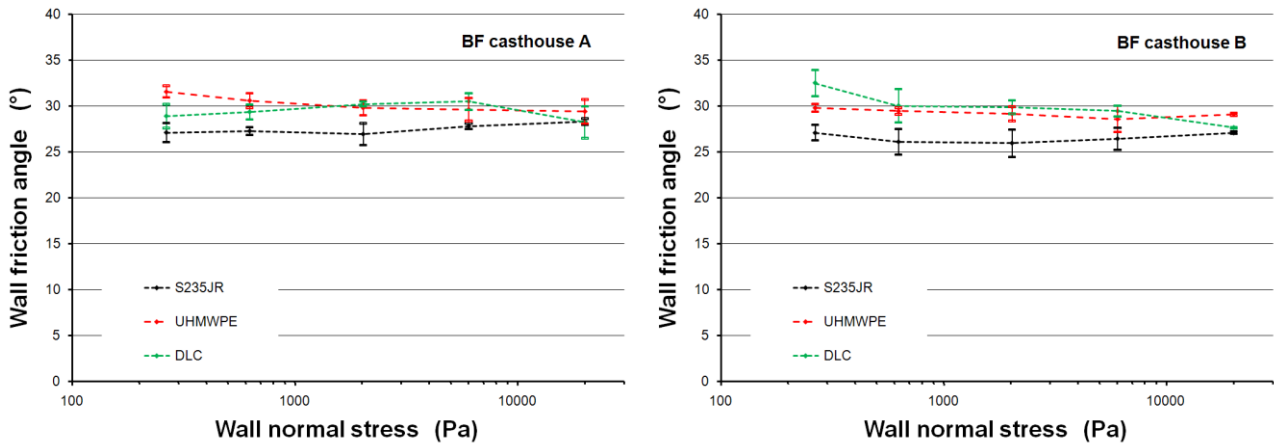 40
35
30
25
20
15
10
5
0
Wall friction angle (°)
BF casthouse A
S235JR
UHMWPE
DLC
100
1000
10000
Wall normal stress (Pa)
40
35
30
25
20
15
10
5
0
Wall friction angle (°)
BF casthouse B
S235JR
UHMWPE
DLC
100
1000
10000
Wall normal stress (Pa)